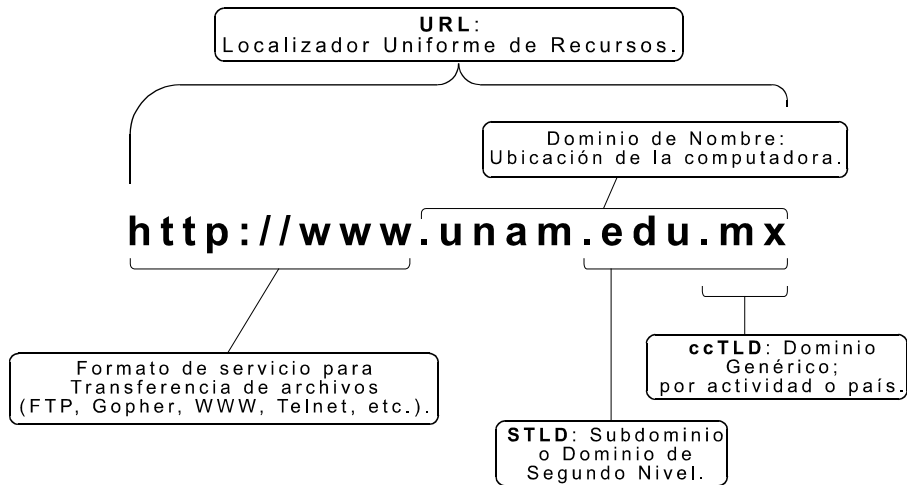 URL:
Localizador Uniforme de Recursos.
Dominio de Nombre:
Ubicación de la computadora.
http://www.unam.edu.mx
Formato de servicio para
Transferencia de archivos
(FTP, Gopher, WWW, Telnet, etc.).
ccTLD: Dominio
Genérico;
por actividad o país.
STLD: Subdominio
o Dominio de
Segundo Nivel.